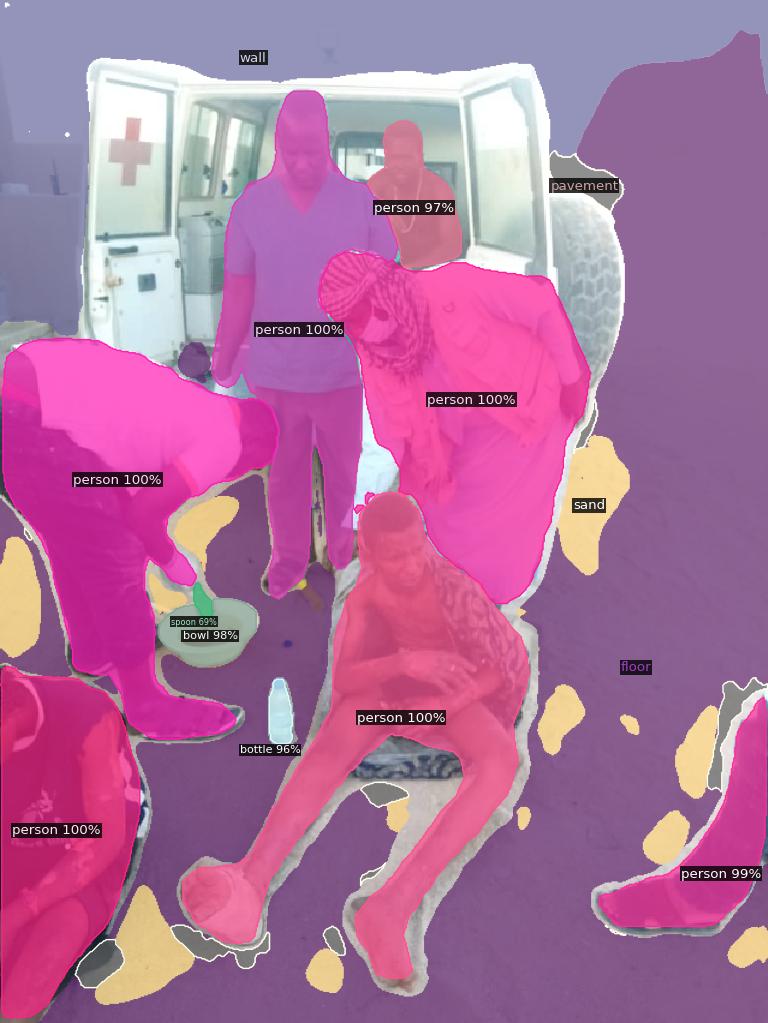 wall
pavement
person 97%
person 100%
person 100%
person 100%
sand
spoon 69%
bowl 98%
floor
person 100%
bottle 96%
person 100%
person 99%